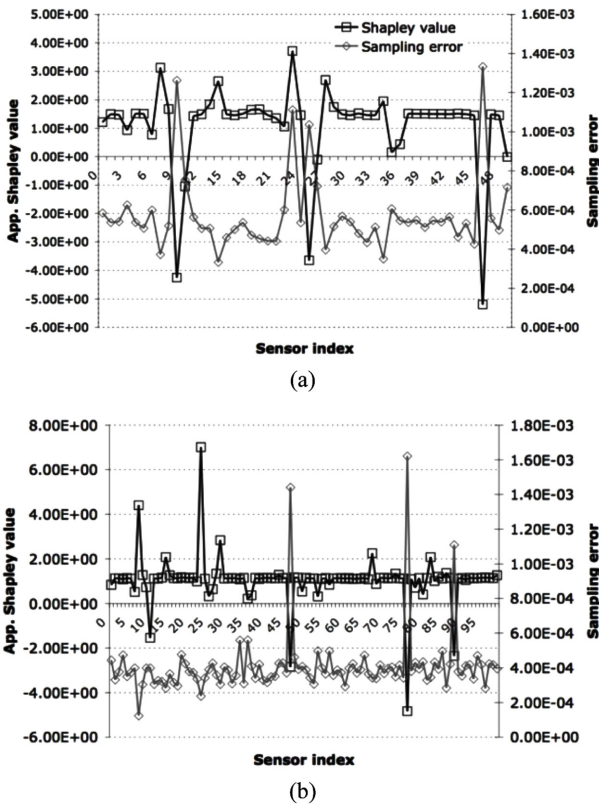 5.00E+00
4.00E+00
3.00E+00
2.00E+00
1.00E+00
0.00E+00
-1.00E+00
-2.00E+00
-3.00E+00
-4.00E+00
-5.00E+00
-6.00E+00
App. Shapley value
Shapley value
Sampling error
1.60E-03
1.40E-03
1.20E-03
1.00E-03
8.00E-04
6.00E-04
4.00E-04
2.00E-04
0.00E+00
Sampling error
0 3 6 9 12 15 18 21 24 27 30 33 36 39 42 45 48
Sensor index
(a)
8.00E+00
6.00E+00
4.00E+00
2.00E+00
0.00E+00
-2.00E+00
-4.00E+00
-6.00E+00
App. Shapley value
1.80E-03
1.60E-03
1.40E-03
1.20E-03
1.00E-03
8.00E-04
6.00E-04
4.00E-04
2.00E-04
0.00E+00
Sampling error
0 5 10 15 20 25 30 35 40 45 50 55 60 65 70 75 80 85 90 95
Sensor index
(b)